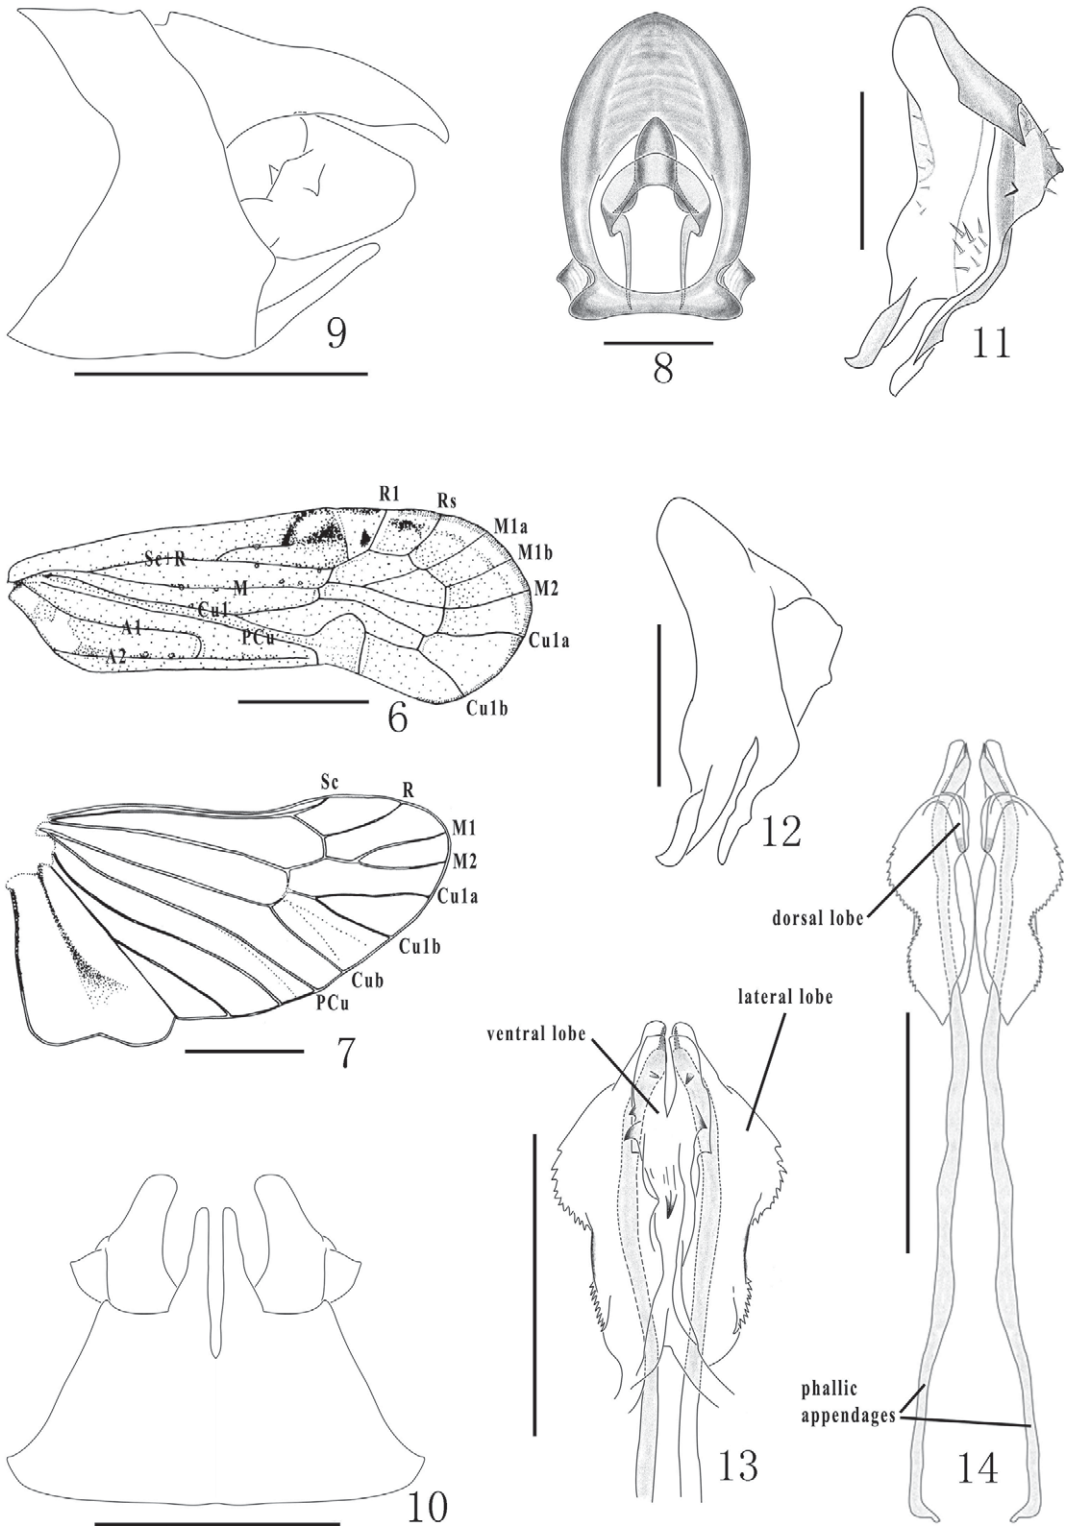 9
8
11
R1
Rs
M1a
M1b
Sc+R
M
M2
Cu1
A1
PCu
Cu1a
A2
Cu1b
6
12
Sc
R
M1
M2
Cu1a
Cu1b
Cub
PCu
7
dorsal lobe
lateral lobe
ventral lobe
phallic
appendages
13
14
10